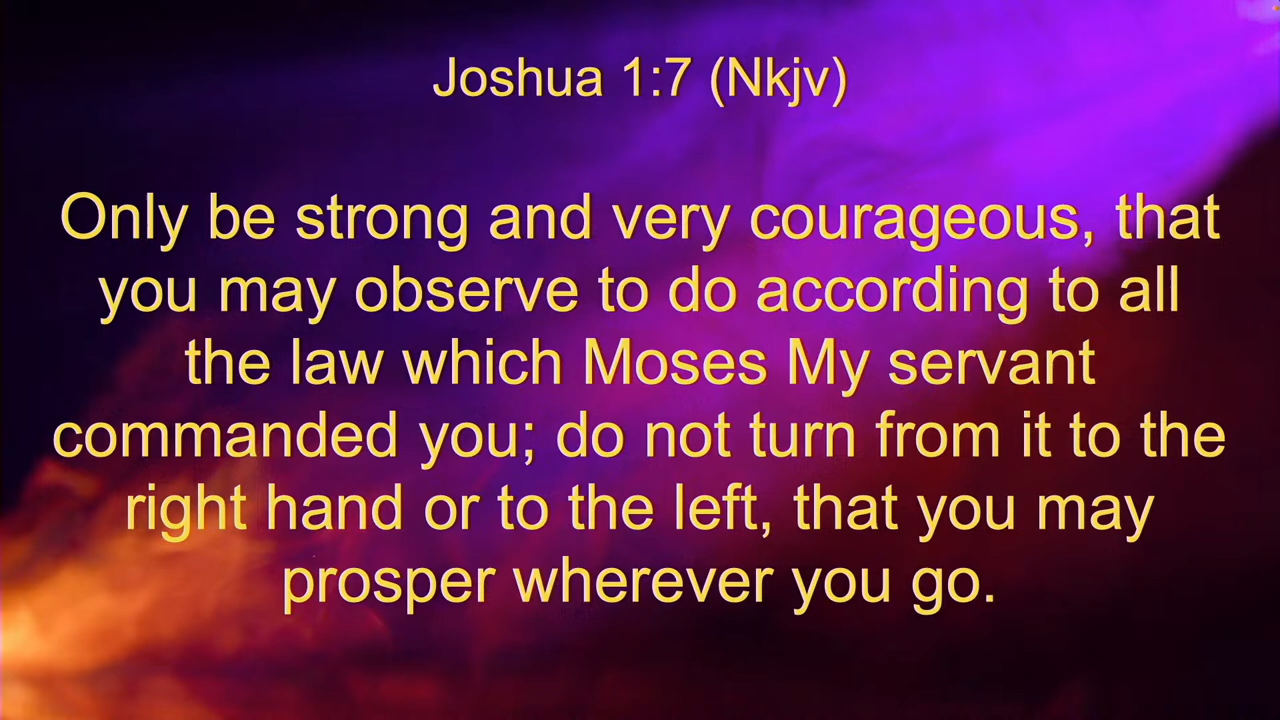 Joshua 1:7 (Nkjv)
Only be strong and very courageous, that
you may observe to do according to all
the law which Moses My servant
commanded you; do not turn from it to the
right hand or to the left, that you may
prosper wherever you go.